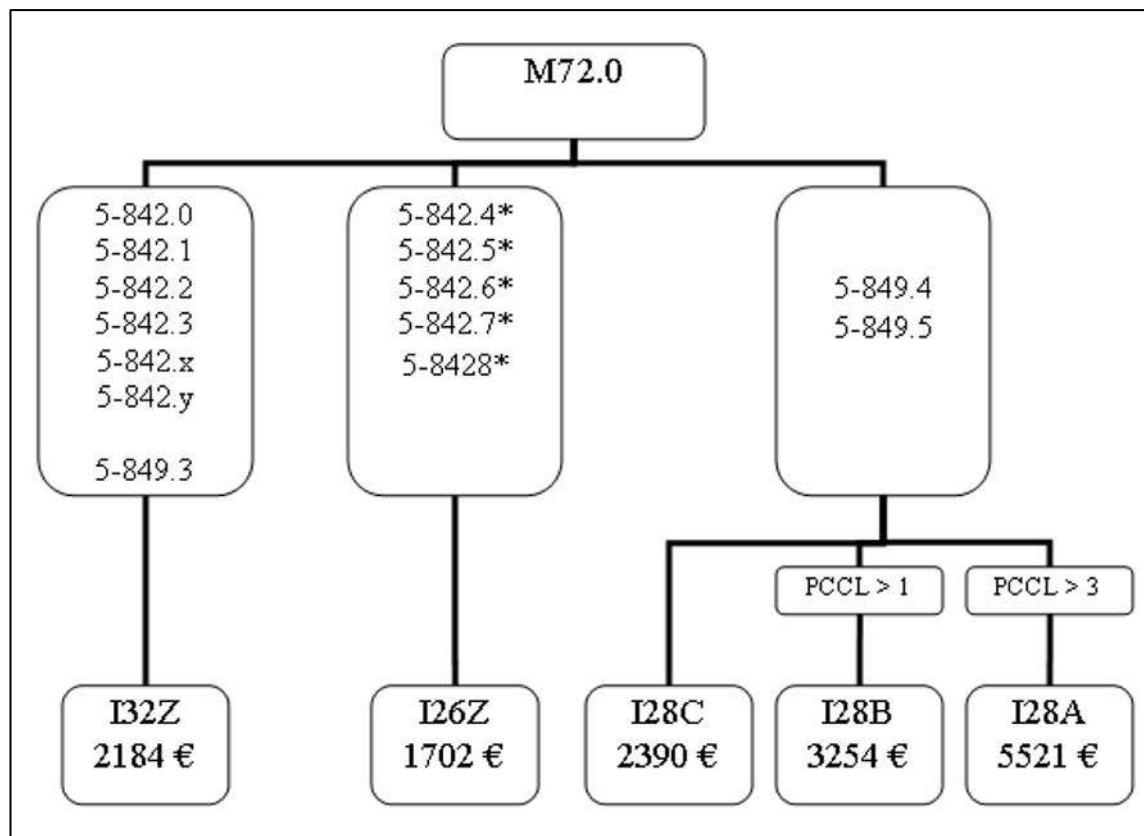 M72.0
5-842.0
5-842.1
5-842.2
5-842.3
5-842.x
5-842.y
5-849.3
5-842.4*
5-842.5*
5-842.6*
5-842.7*
5-8428*
5-849.4
5-849.5
PCCL > 1
PCCL > 3
I32Z
2184 €
I26Z
1702 €
I28C
2390 €
I28B
3254 €
I28A
5521 €